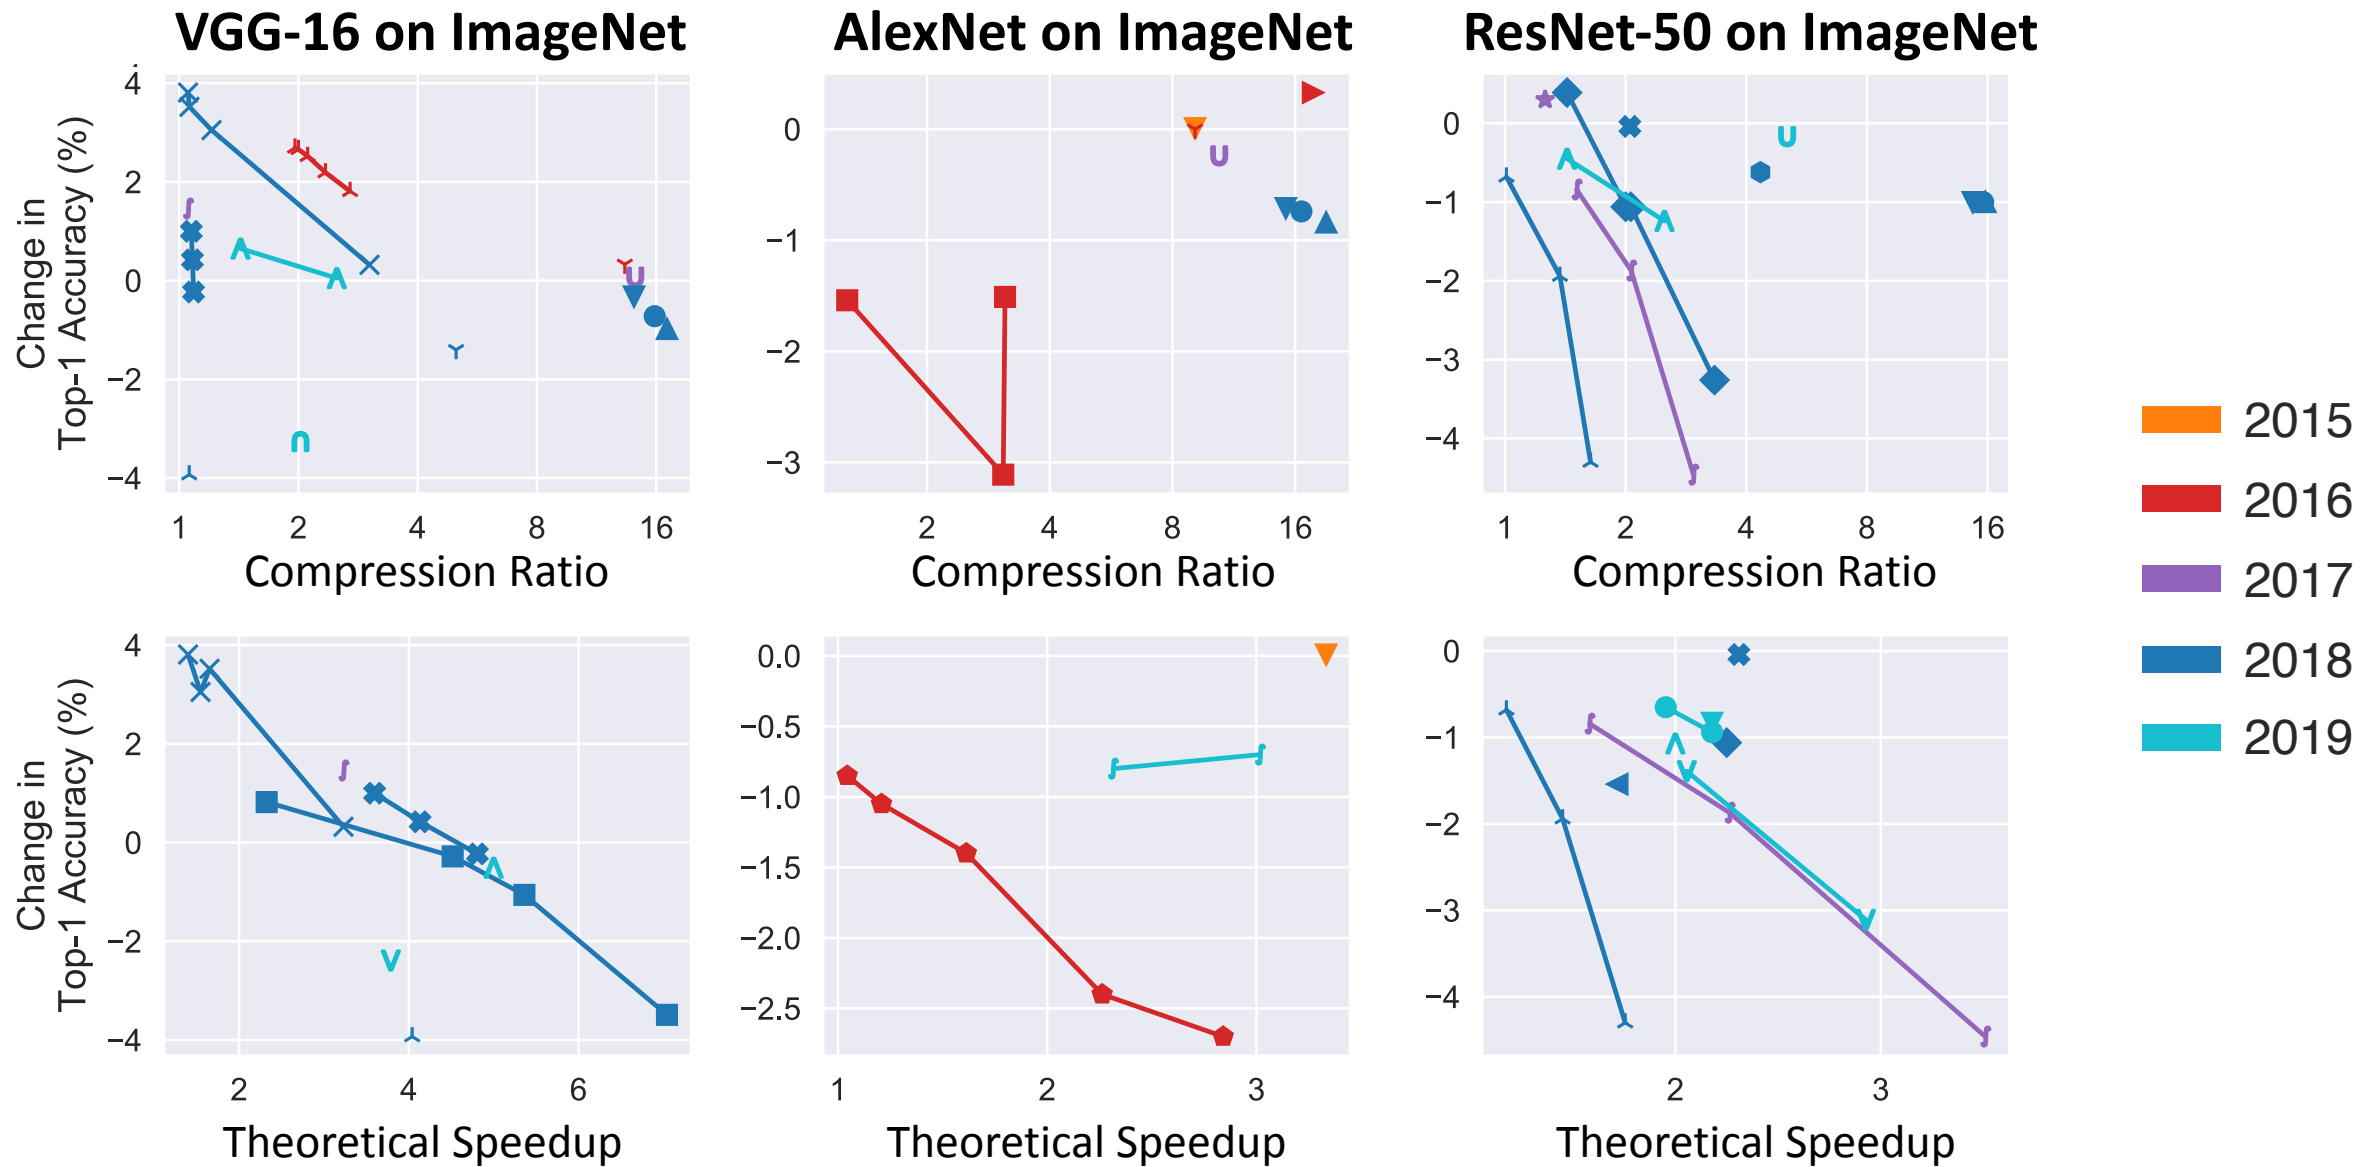 VGG-16 on ImageNet
AlexNet on ImageNet
ResNet-50 on ImageNet
Change in
Top-1 Accuracy (%)
4
2
0
−2
−4
1 2 4 8 16
Compression Ratio
0
−1
−2
−3
2 4 8 16
Compression Ratio
0
−1
−2
−3
−4
1 2 4 8 16
Compression Ratio
Change in
Top-1 Accuracy (%)
4
2
0
−2
−4
2 4 6
Theoretical Speedup
0.0
−0.5
−1.0
−1.5
−2.0
−2.5
1 2 3
Theoretical Speedup
0
−1
−2
−3
−4
2 3
Theoretical Speedup
2015
2016
2017
2018
2019